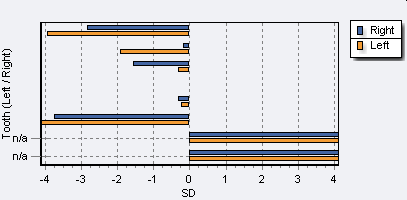 Right
Left
Tooth (Left / Right)
n/a
n/a
-4 -3 -2 -1 0 1 2 3 4
SD